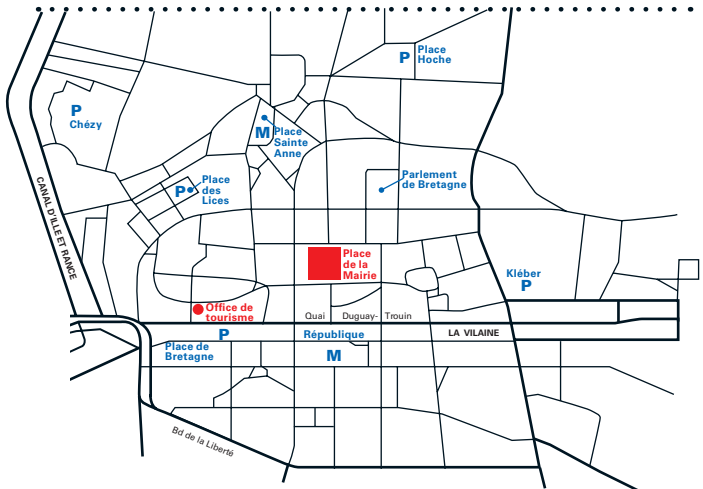 P
Place
Hoche
P
Chézy
M
Place
Sainte
Anne
P
Place
des
Lices
Parlement
de Bretagne
CANAL D'ILLE ET RANCE
Place
de la
Mairie
Kléber
P
Office de
tourisme
Quai Duguay- Trouin
P
République
LA VILAINE
Place de
Bretagne
M
Bd de la Liberté